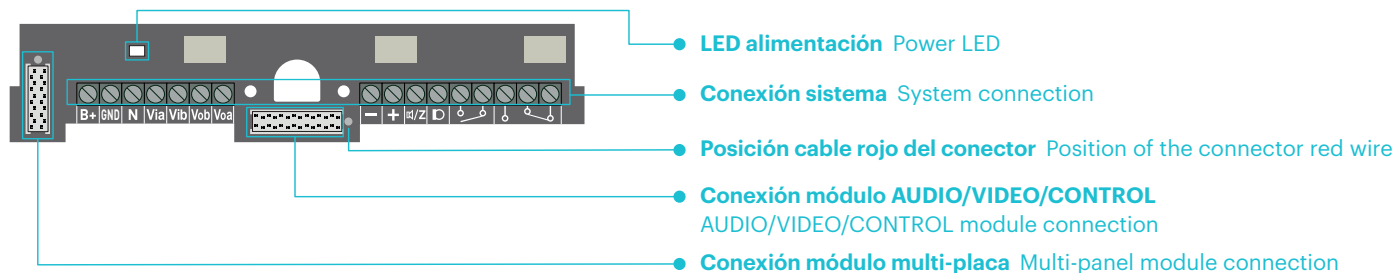 LED alimentación Power LED
Conexión sistema System connection
B+ GND N Via Vib Vob Voa
− + /Z
Posición cable rojo del conector Position of the connector red wire
Conexión módulo AUDIO/VIDEO/CONTROL
AUDIO/VIDEO/CONTROL module connection
Conexión módulo multi-placa Multi-panel module connection